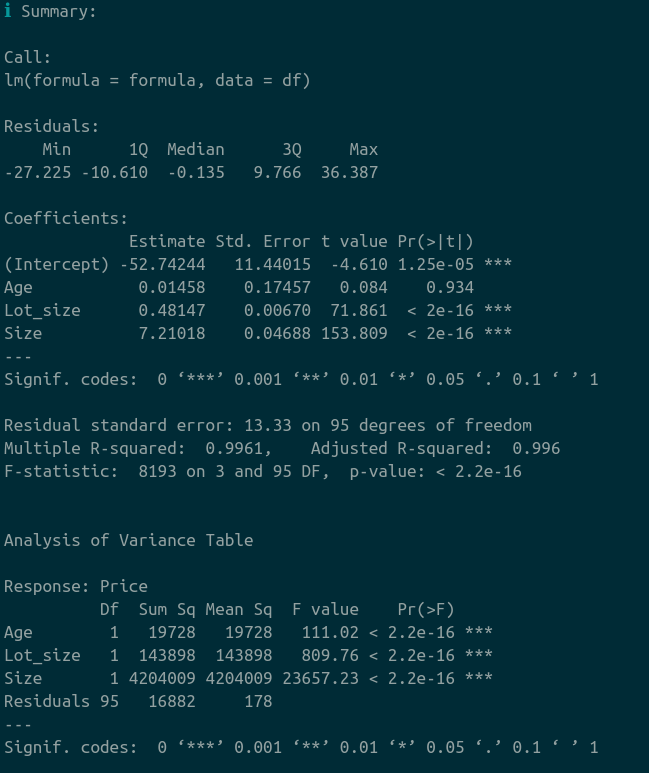 ℹ Summary:

Call:
lm(formula = formula, data = df)

Residuals:
    Min      1Q  Median      3Q     Max
-27.225 -10.610  -0.135   9.766  36.387

Coefficients:
             Estimate Std. Error t value Pr(>|t|)
(Intercept) -52.74244   11.44015  -4.610 1.25e-05 ***
Age           0.01458    0.17457   0.084    0.934
Lot_size      0.48147    0.00670  71.861  < 2e-16 ***
Size          7.21018    0.04688 153.809  < 2e-16 ***
---
Signif. codes:  0 ‘***’ 0.001 ‘**’ 0.01 ‘*’ 0.05 ‘.’ 0.1 ‘ ’ 1

Residual standard error: 13.33 on 95 degrees of freedom
Multiple R-squared:  0.9961,    Adjusted R-squared:  0.996
F-statistic:  8193 on 3 and 95 DF,  p-value: < 2.2e-16

Analysis of Variance Table

Response: Price
          Df  Sum Sq Mean Sq  F value    Pr(>F)
Age        1   19728   19728   111.02 < 2.2e-16 ***
Lot_size   1  143898  143898   809.76 < 2.2e-16 ***
Size       1 4204009 4204009 23657.23 < 2.2e-16 ***
Residuals 95   16882     178
---
Signif. codes:  0 ‘***’ 0.001 ‘**’ 0.01 ‘*’ 0.05 ‘.’ 0.1 ‘ ’ 1